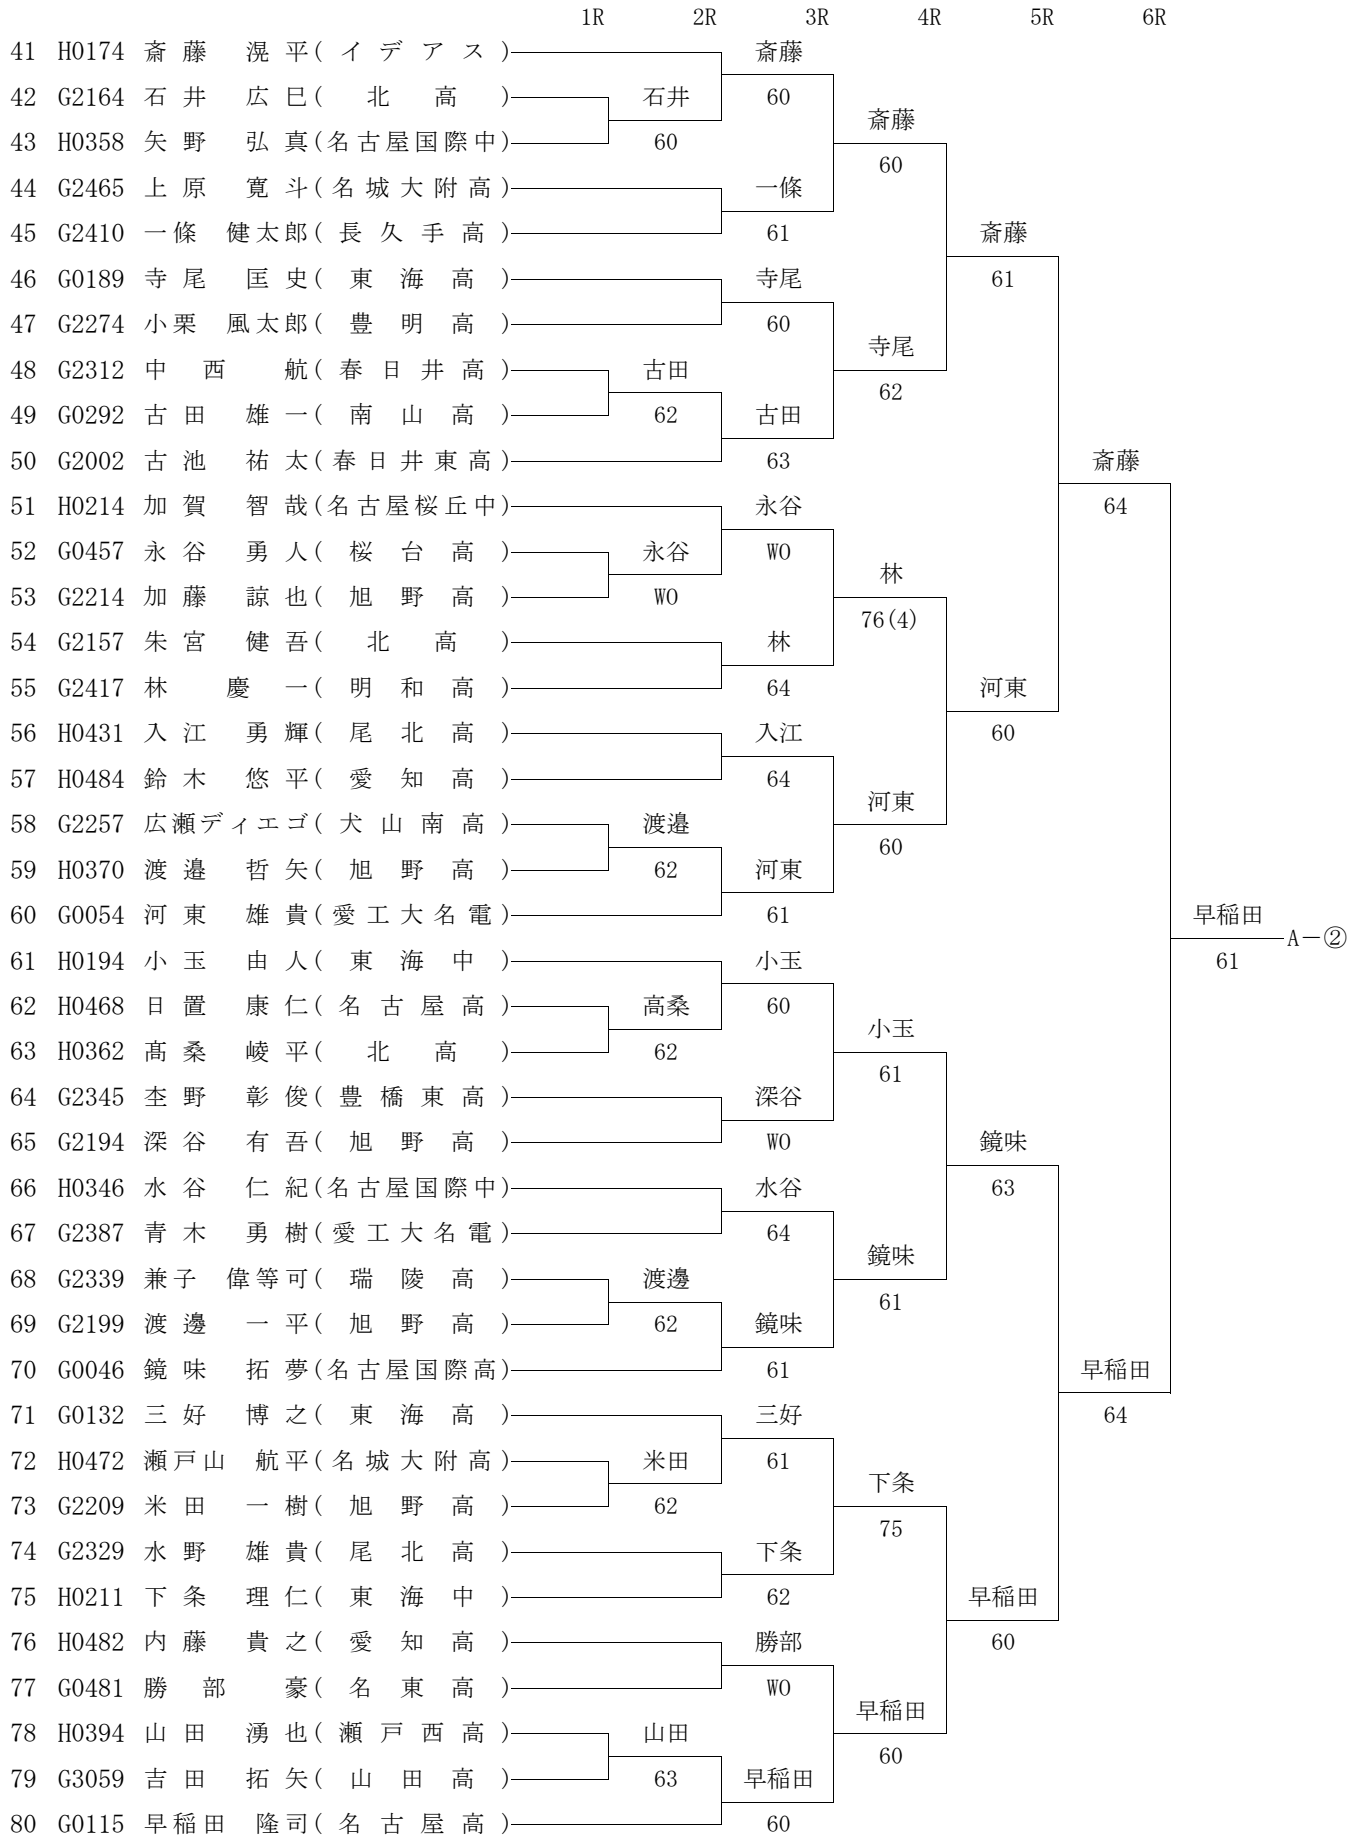 1R 2R 3R 4R 5R 6R
41 H0174 斎藤 滉平(イデアス) 斎藤
42 G2164 石井 広巳(北高) 石井 60
斎藤
43 H0358 矢野 弘真(名古屋国際中) 60
60
44 G2465 上原 寛斗(名城大附高) 一條
45 G2410 一條 健太郎(長久手高) 61 斎藤
46 G0189 寺尾 匡史(東海高) 寺尾 61
47 G2274 小栗 風太郎(豊明高) 60
寺尾
48 G2312 中西 航(春日井高) 古田
62
49 G0292 古田 雄一(南山高) 62 古田
50 G2002 古池 祐太(春日井東高) 63 斎藤
51 H0214 加賀 智哉(名古屋桜丘中) 永谷 64
52 G0457 永谷 勇人(桜台高) 永谷 WO
林
53 G2214 加藤 諒也(旭野高) WO
76(4)
54 G2157 朱宮 健吾(北高) 林
55 G2417 林 慶一(明和高) 64 河東
56 H0431 入江 勇輝(尾北高) 入江 60
57 H0484 鈴木 悠平(愛知高) 64
河東
58 G2257 広瀬ディエゴ(犬山南高) 渡邉
60
59 H0370 渡邉 哲矢(旭野高) 62 河東
60 G0054 河東 雄貴(愛工大名電) 61 早稲田
A－②
61 H0194 小玉 由人(東海中) 小玉 61
62 H0468 日置 康仁(名古屋高) 高桑 60
小玉
63 H0362 髙桑 崚平(北高) 62
61
64 G2345 杢野 彰俊(豊橋東高) 深谷
65 G2194 深谷 有吾(旭野高) WO 鏡味
66 H0346 水谷 仁紀(名古屋国際中) 水谷 63
67 G2387 青木 勇樹(愛工大名電) 64
鏡味
68 G2339 兼子 偉等可(瑞陵高) 渡邊
61
69 G2199 渡邊 一平(旭野高) 62 鏡味
70 G0046 鏡味 拓夢(名古屋国際高) 61 早稲田
71 G0132 三好 博之(東海高) 三好 64
72 H0472 瀬戸山 航平(名城大附高) 米田 61
下条
73 G2209 米田 一樹(旭野高) 62
75
74 G2329 水野 雄貴(尾北高) 下条
75 H0211 下条 理仁(東海中) 62 早稲田
76 H0482 内藤 貴之(愛知高) 勝部 60
77 G0481 勝部 豪(名東高) WO
早稲田
78 H0394 山田 湧也(瀬戸西高) 山田
60
79 G3059 吉田 拓矢(山田高) 63 早稲田
80 G0115 早稲田 隆司(名古屋高) 60